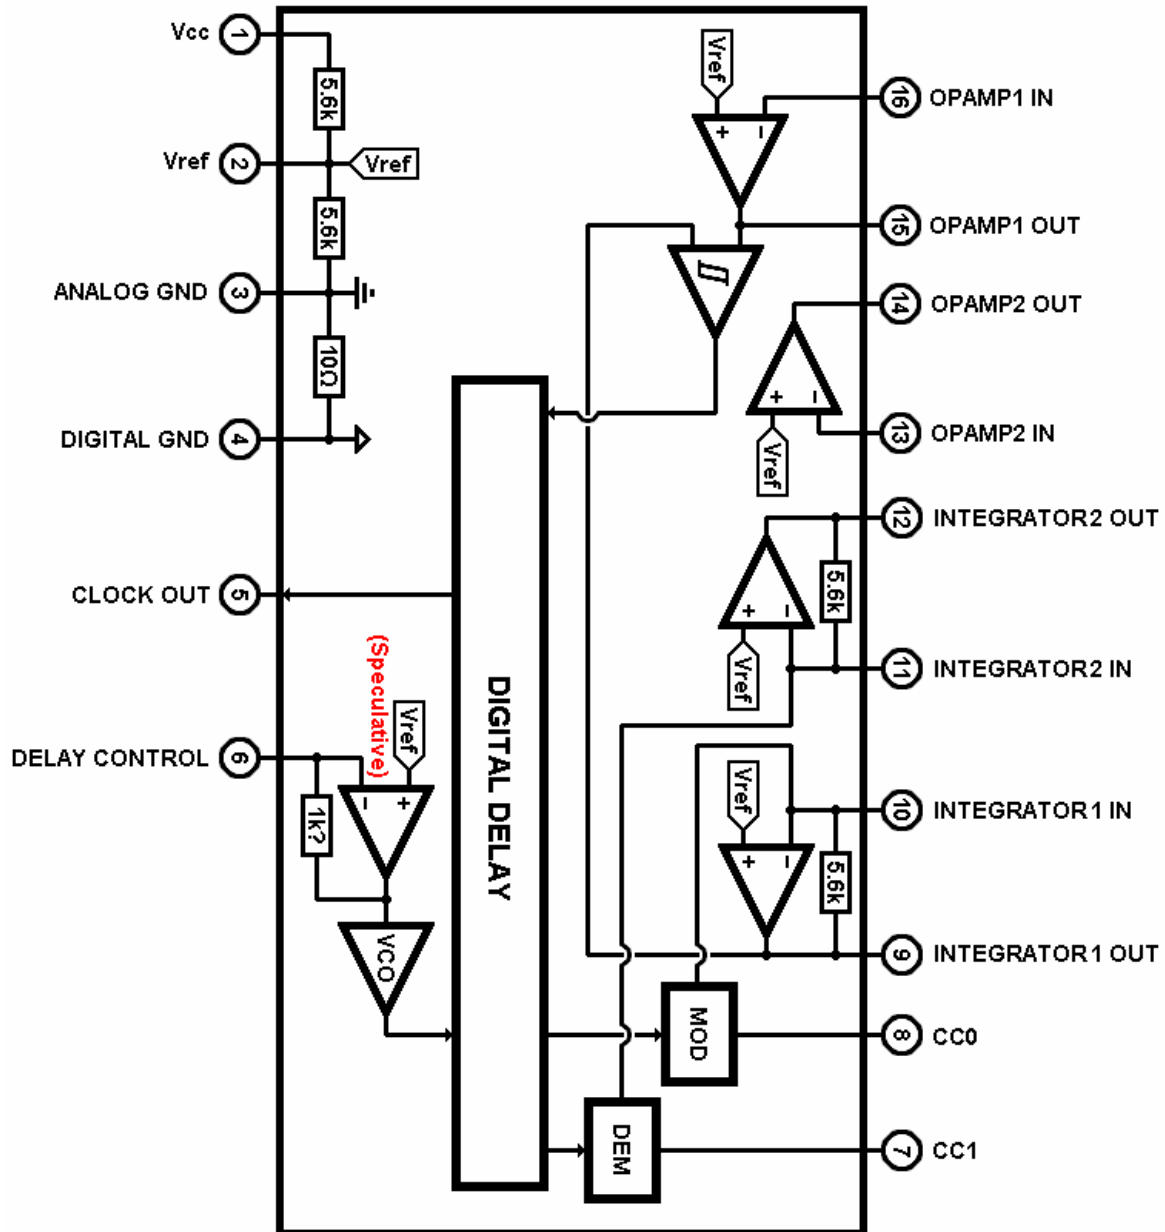 Vcc
1
5.6k
Vref
2
Vref
5.6k
ANALOG GND
3
10Ω
DIGITAL GND
4
CLOCK OUT
5
(Speculative)
Vref
DELAY CONTROL
6
- +
1k?
VCO
DIGITAL DELAY
Vref
16
OPAMP1 IN
+ -
15
OPAMP1 OUT
14
OPAMP2 OUT
+ -
13
OPAMP2 IN
Vref
12
INTEGRATOR2 OUT
5.6k
+ -
11
INTEGRATOR2 IN
Vref
Vref
10
INTEGRATOR1 IN
+ -
5.6k
9
INTEGRATOR1 OUT
MOD
8
CC0
DEM
7
CC1